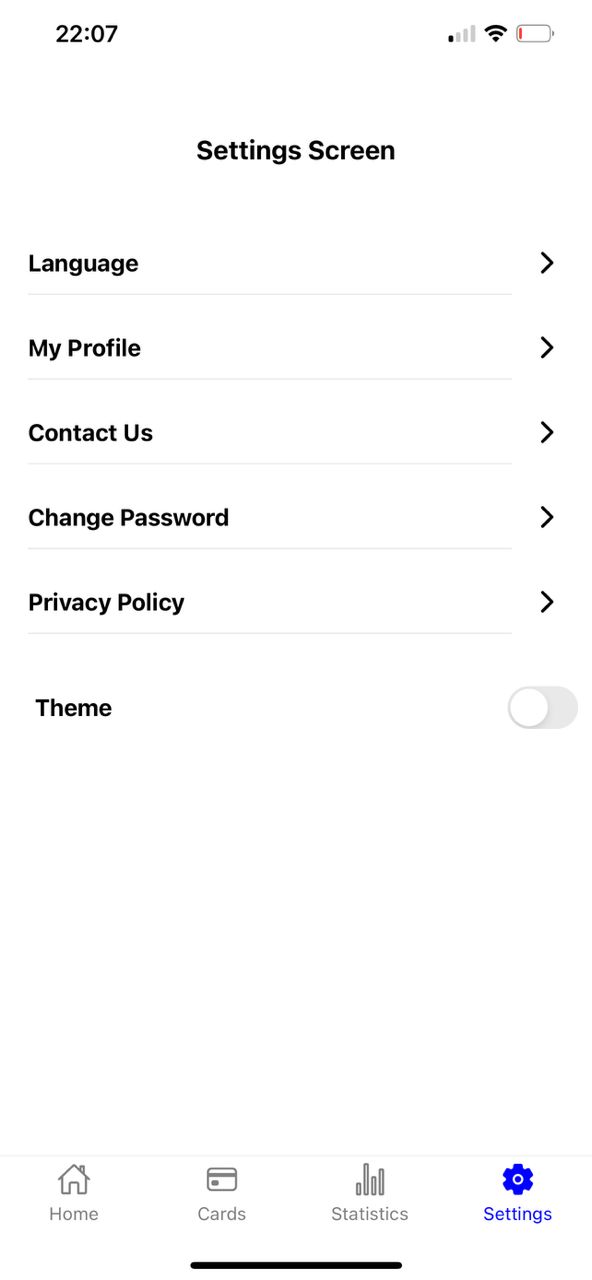 22:07
Settings Screen
Language
My Profile
Contact Us
Change Password
Privacy Policy
Theme
Home
Cards
Statistics
Settings